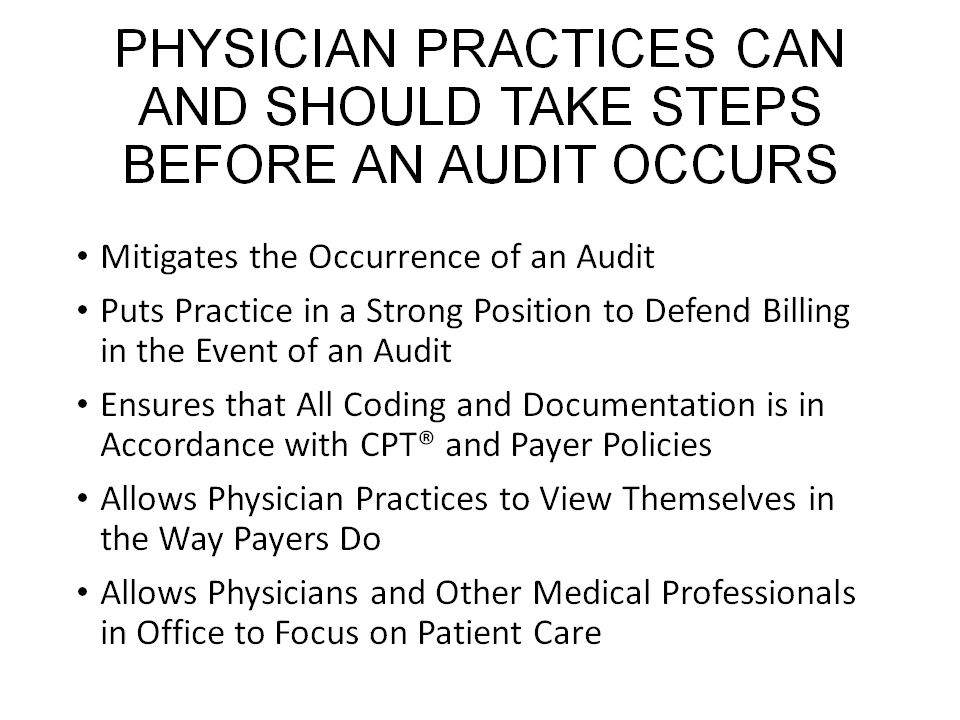 PHYSICIAN PRACTICES CAN
AND SHOULD TAKE STEPS
BEFORE AN AUDIT OCCURS
• Mitigates the Occurrence of an Audit
• Puts Practice in a Strong Position to Defend Billing
in the Event of an Audit
• Ensures that All Coding and Documentation is in
Accordance with CPT® and Payer Policies
• Allows Physician Practices to View Themselves in
the Way Payers Do
• Allows Physicians and Other Medical Professionals
in Office to Focus on Patient Care